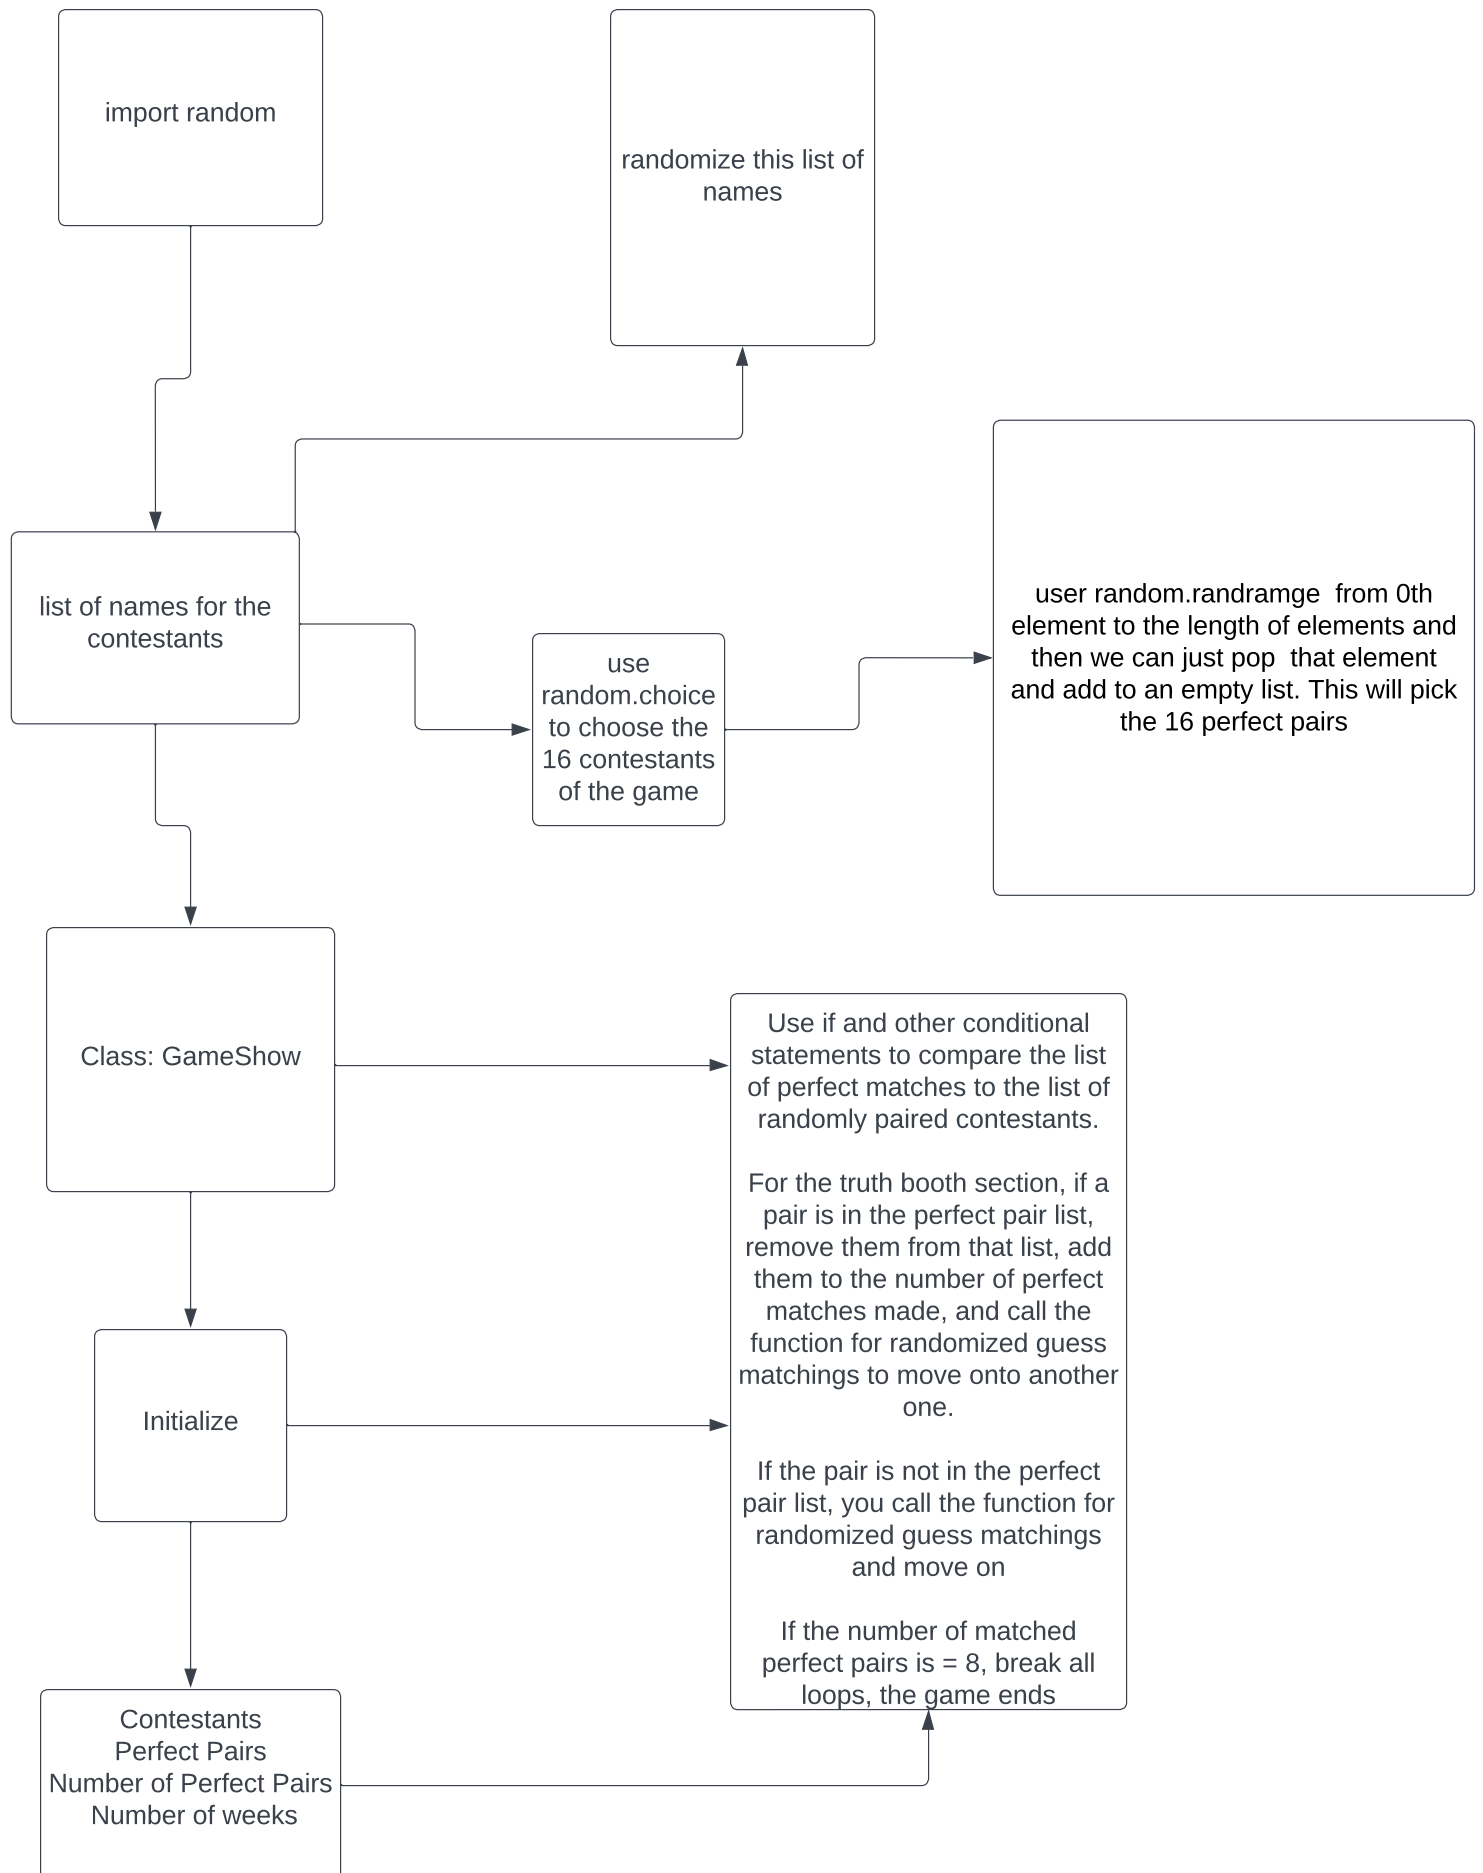 import random
randomize this list of
names
list of names for the
contestants
use
random.choice
to choose the
16 contestants
of the game
user random.randramge  from 0th
element to the length of elements and
then we can just pop  that element
and add to an empty list. This will pick
the 16 perfect pairs
Class: GameShow
Use if and other conditional
statements to compare the list
of perfect matches to the list of
randomly paired contestants.
For the truth booth section, if a
pair is in the perfect pair list,
remove them from that list, add
them to the number of perfect
matches made, and call the
function for randomized guess
matchings to move onto another
one.
If the pair is not in the perfect
pair list, you call the function for
randomized guess matchings
and move on
If the number of matched
perfect pairs is = 8, break all
loops, the game ends
Initialize
Contestants
Perfect Pairs
Number of Perfect Pairs
Number of weeks